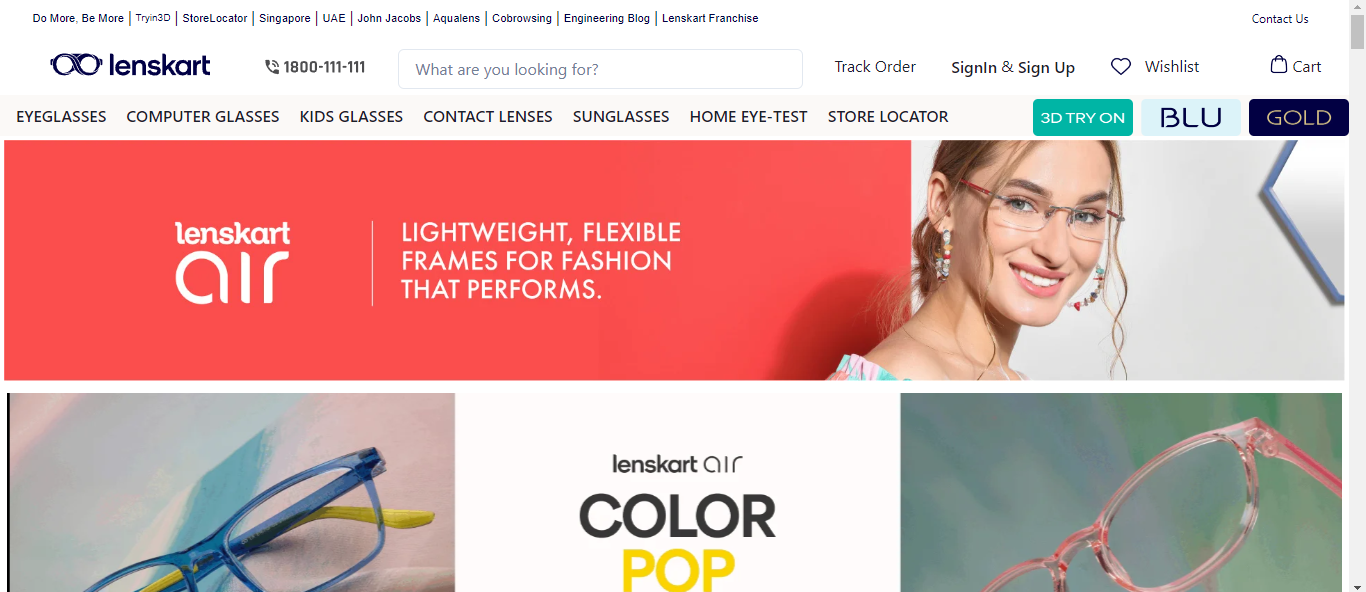 Do More, Be More | Tryin3D | StoreLocator | Singapore | UAE | John Jacobs | Aqualens | Cobrowsing | Engineering Blog | Lenskart Franchise
Contact Us
lenskart
1800-111-111
What are you looking for?
Track Order
SignIn & Sign Up
Wishlist
Cart
EYEGLASSES COMPUTER GLASSES KIDS GLASSES CONTACT LENSES SUNGLASSES HOME EYE-TEST STORE LOCATOR
3D TRY ON
BLU
GOLD
lenskart
air
LIGHTWEIGHT, FLEXIBLE
FRAMES FOR FASHION
THAT PERFORMS.
lenskart air
COLOR
POP